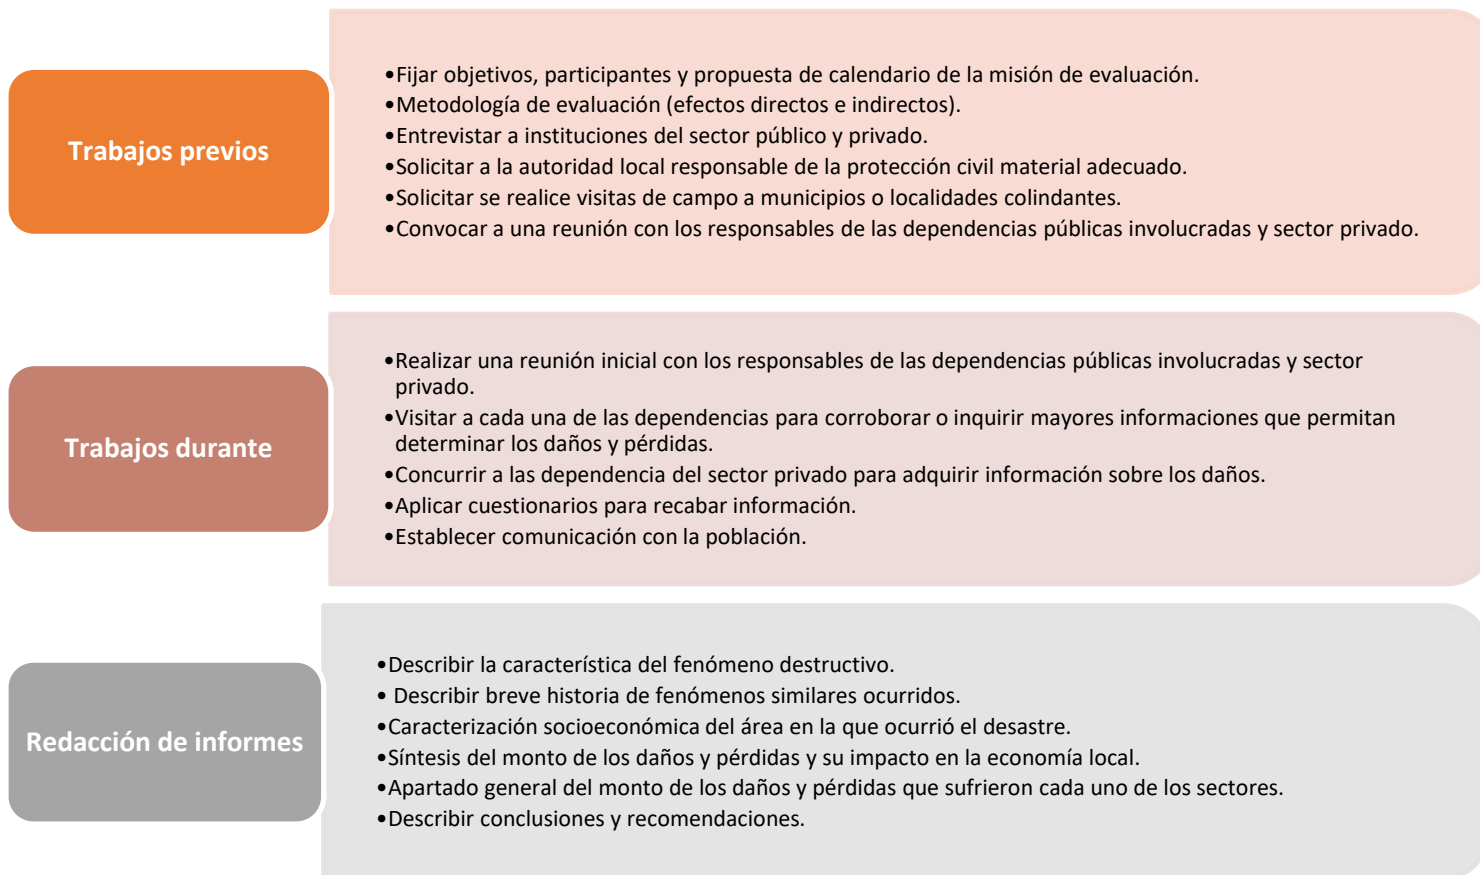 Trabajos previos
•Fijar objetivos, participantes y propuesta de calendario de la misión de evaluación.
•Metodología de evaluación (efectos directos e indirectos).
•Entrevistar a instituciones del sector público y privado.
•Solicitar a la autoridad local responsable de la protección civil material adecuado.
•Solicitar se realice visitas de campo a municipios o localidades colindantes.
•Convocar a una reunión con los responsables de las dependencias públicas involucradas y sector privado.
Trabajos durante
•Realizar una reunión inicial con los responsables de las dependencias públicas involucradas y sector
privado.
•Visitar a cada una de las dependencias para corroborar o inquirir mayores informaciones que permitan
determinar los daños y pérdidas.
•Concurrir a las dependencia del sector privado para adquirir información sobre los daños.
•Aplicar cuestionarios para recabar información.
•Establecer comunicación con la población.
Redacción de informes
•Describir la característica del fenómeno destructivo.
• Describir breve historia de fenómenos similares ocurridos.
•Caracterización socioeconómica del área en la que ocurrió el desastre.
•Síntesis del monto de los daños y pérdidas y su impacto en la economía local.
•Apartado general del monto de los daños y pérdidas que sufrieron cada uno de los sectores.
•Describir conclusiones y recomendaciones.